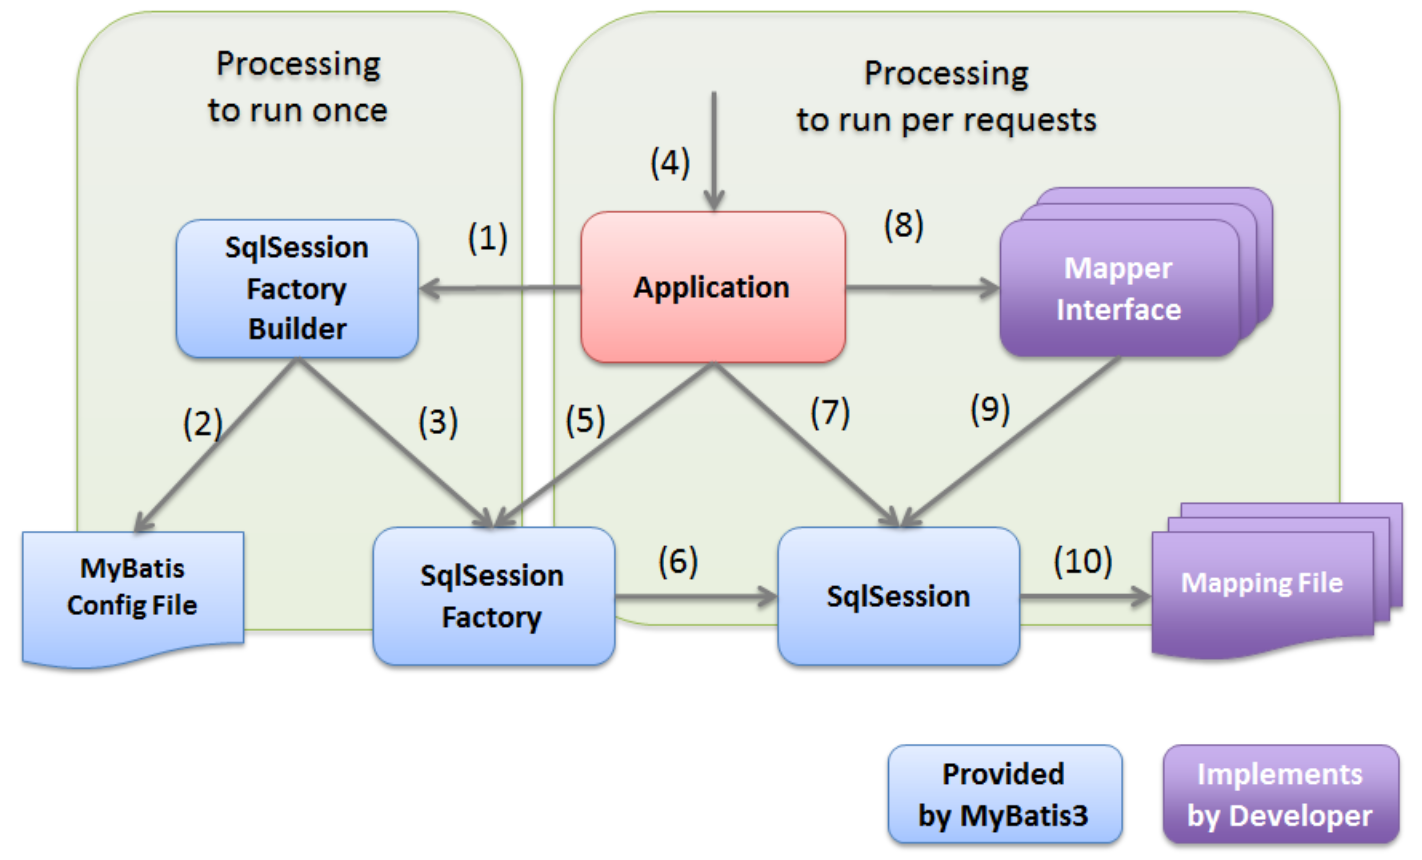 Processing
to run once
Processing
to run per requests
(4)
(1)
(8)
SqlSession
Factory
Builder
Application
Mapper
Interface
(2)
(3)
(5)
(7)
(9)
MyBatis
Config File
SqlSession
Factory
(6)
SqlSession
(10)
Mapping File
Provided
by MyBatis3
Implements
by Developer